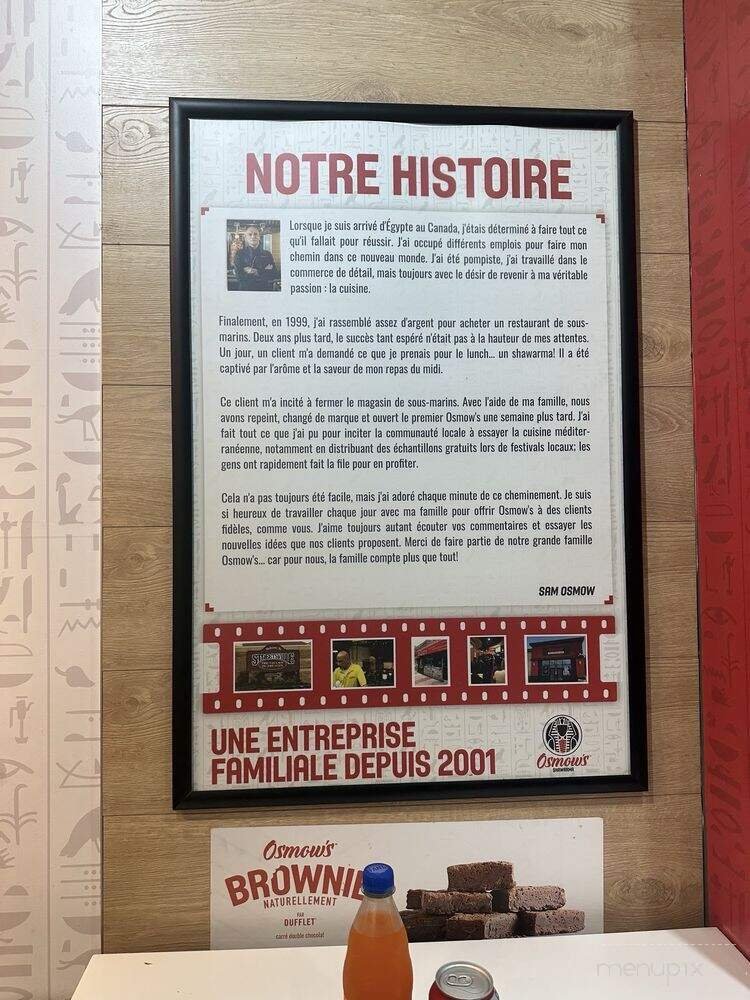 NOTRE HISTOIRE
Lorsque je suis arrivé d'Égypte au Canada, j'étais déterminé à faire tout ce
qu'il fallait pour réussir. J'ai occupé différents emplois pour faire mon
chemin dans ce nouveau monde. J'ai été pompiste, j'ai travaillé dans le
commerce de détail, mais toujours avec le désir de revenir à ma véritable
passion : la cuisine.
Finalement, en 1999, j'ai rassemblé assez d'argent pour acheter un restaurant de sous-
marins. Deux ans plus tard, le succès tant espéré n'était pas à la hauteur de mes attentes.
Un jour, un client m'a demandé ce que je prenais pour le lunch... un shawarma! Il a été
captivé par l'arôme et la saveur de mon repas du midi.
Ce client m'a incité à fermer le magasin de sous-marins. Avec l'aide de ma famille, nous
avons repeint, changé de marque et ouvert le premier Osmow's une semaine plus tard. J'ai
fait tout ce que j'ai pu pour inciter la communauté locale à essayer la cuisine méditer-
ranéenne, notamment en distribuant des échantillons gratuits lors de festivals locaux; les
gens ont rapidement fait la file pour en profiter.
Cela n'a pas toujours été facile, mais j'ai adoré chaque minute de ce cheminement. Je suis
si heureux de travailler chaque jour avec ma famille pour offrir Osmow's à des clients
fidèles, comme vous. J'aime toujours autant écouter vos commentaires et essayer les
nouvelles idées que nos clients proposent. Merci de faire partie de notre grande famille
Osmow's... car pour nous, la famille compte plus que tout!
SAM OSMOW
STREETSVILLE
UNE ENTREPRISE
FAMILIALE DEPUIS 2001
Osmow's
SHAWARMA
Osmow's
BROWNIE
NATURELLEMENT
PAR
DUFFLET
carré double chocolat
menupix